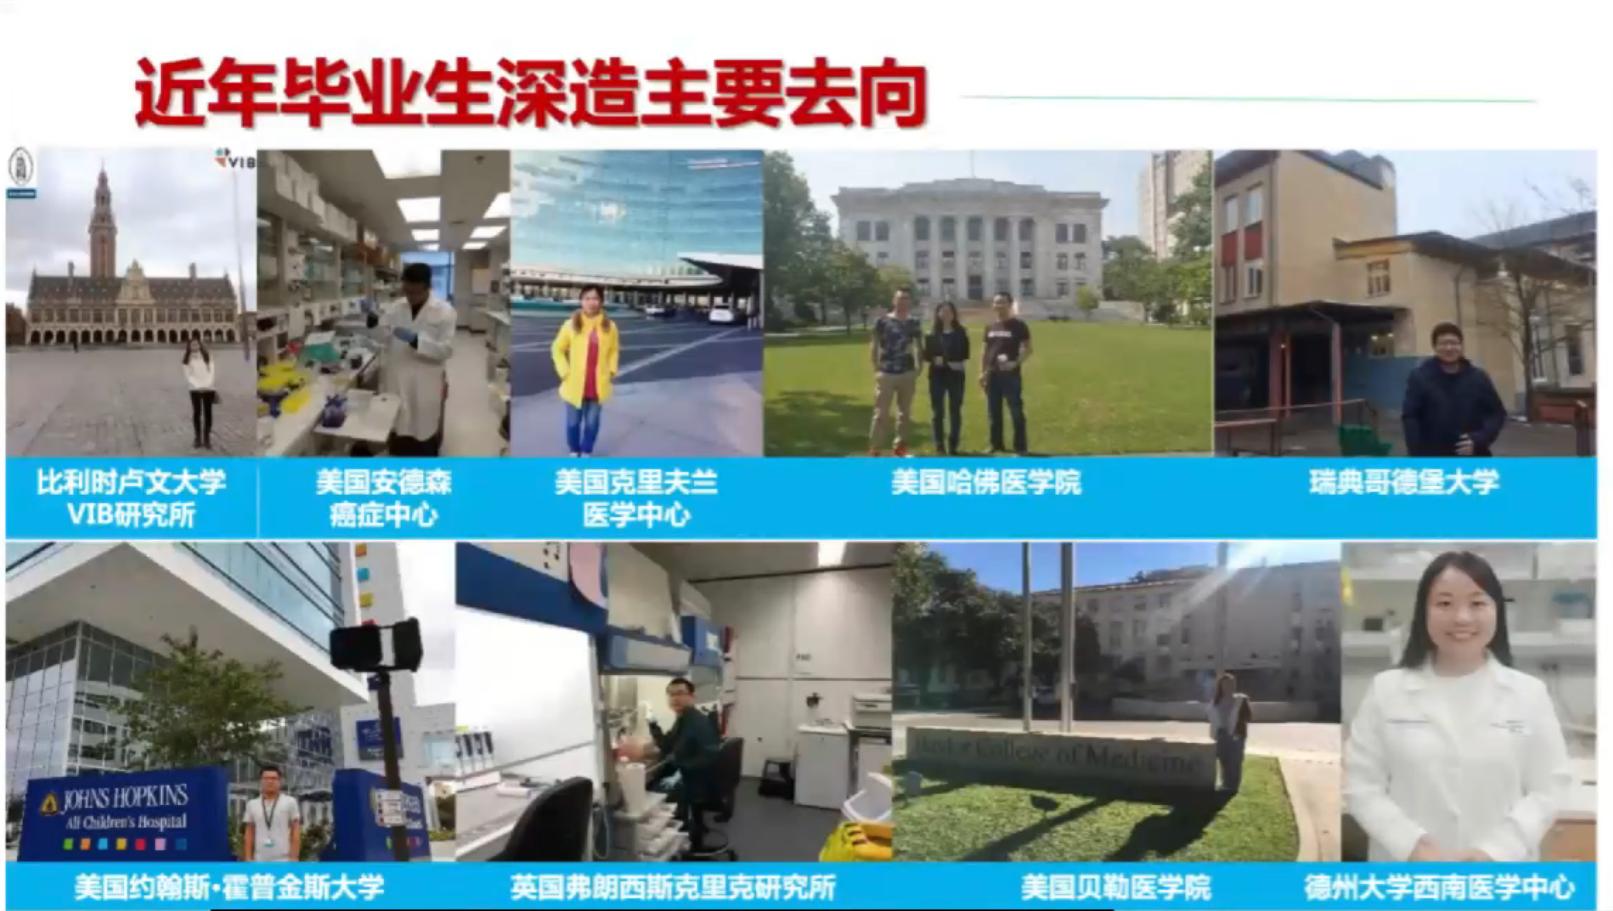 近年毕业生深造主要去向
VIB
比利时卢文大学
VIB研究所
美国安德森
癌症中心
美国克里夫兰
医学中心
美国哈佛医学院
瑞典哥德堡大学
JOHNS HOPKINS
All Children's Hospital
College of Medicine
美国约翰斯·霍普金斯大学
英国弗朗西斯克里克研究所
美国贝勒医学院
德州大学西南医学中心